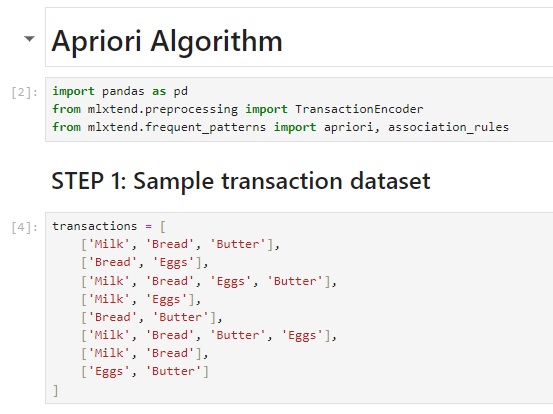 Apriori Algorithm
[2]: import pandas as pd
from mlxtend.preprocessing import TransactionEncoder
from mlxtend.frequent_patterns import apriori, association_rules
STEP 1: Sample transaction dataset
[4]: transactions = [
    ['Milk', 'Bread', 'Butter'],
    ['Bread', 'Eggs'],
    ['Milk', 'Bread', 'Eggs', 'Butter'],
    ['Milk', 'Eggs'],
    ['Bread', 'Butter'],
    ['Milk', 'Bread', 'Butter', 'Eggs'],
    ['Milk', 'Bread'],
    ['Eggs', 'Butter']
]